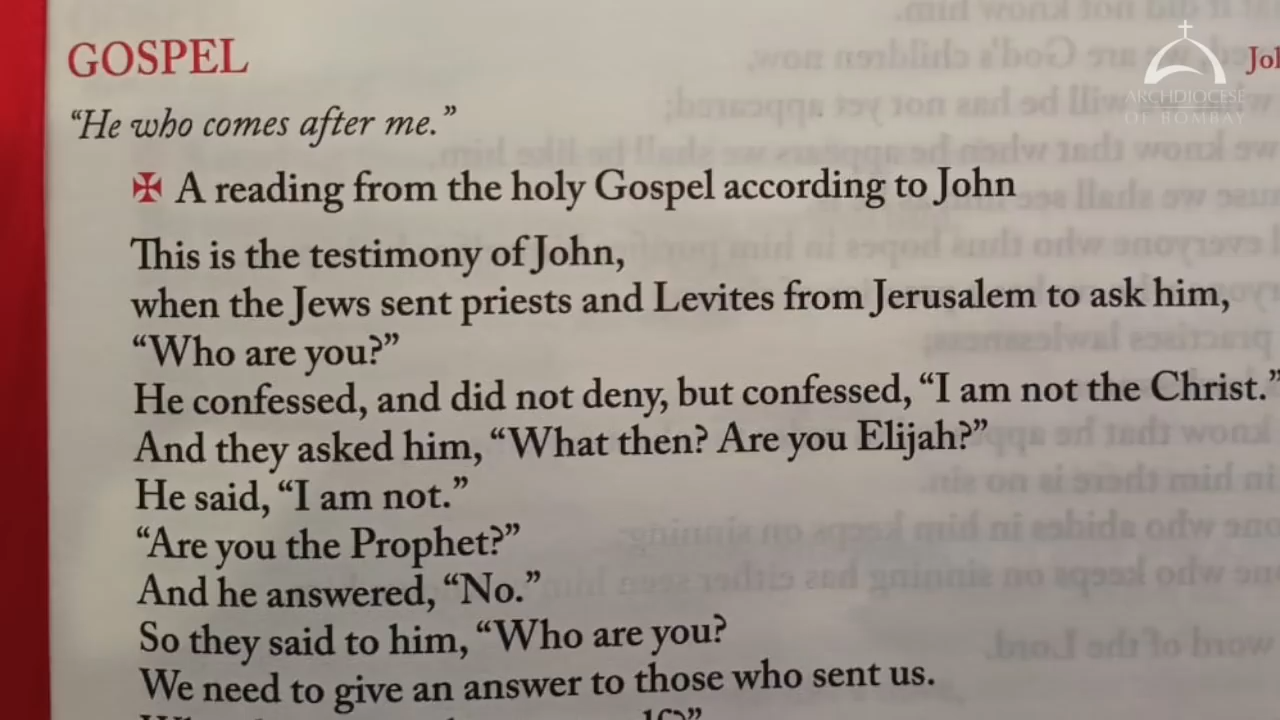 GOSPEL
Joh
“He who comes after me.”
✠ A reading from the holy Gospel according to John
This is the testimony of John,
when the Jews sent priests and Levites from Jerusalem to ask him,
“Who are you?”
He confessed, and did not deny, but confessed, “I am not the Christ.”
And they asked him, “What then? Are you Elijah?”
He said, “I am not.”
“Are you the Prophet?”
And he answered, “No.”
So they said to him, “Who are you?
We need to give an answer to those who sent us.
ARCHDIOCESE
OF BOMBAY